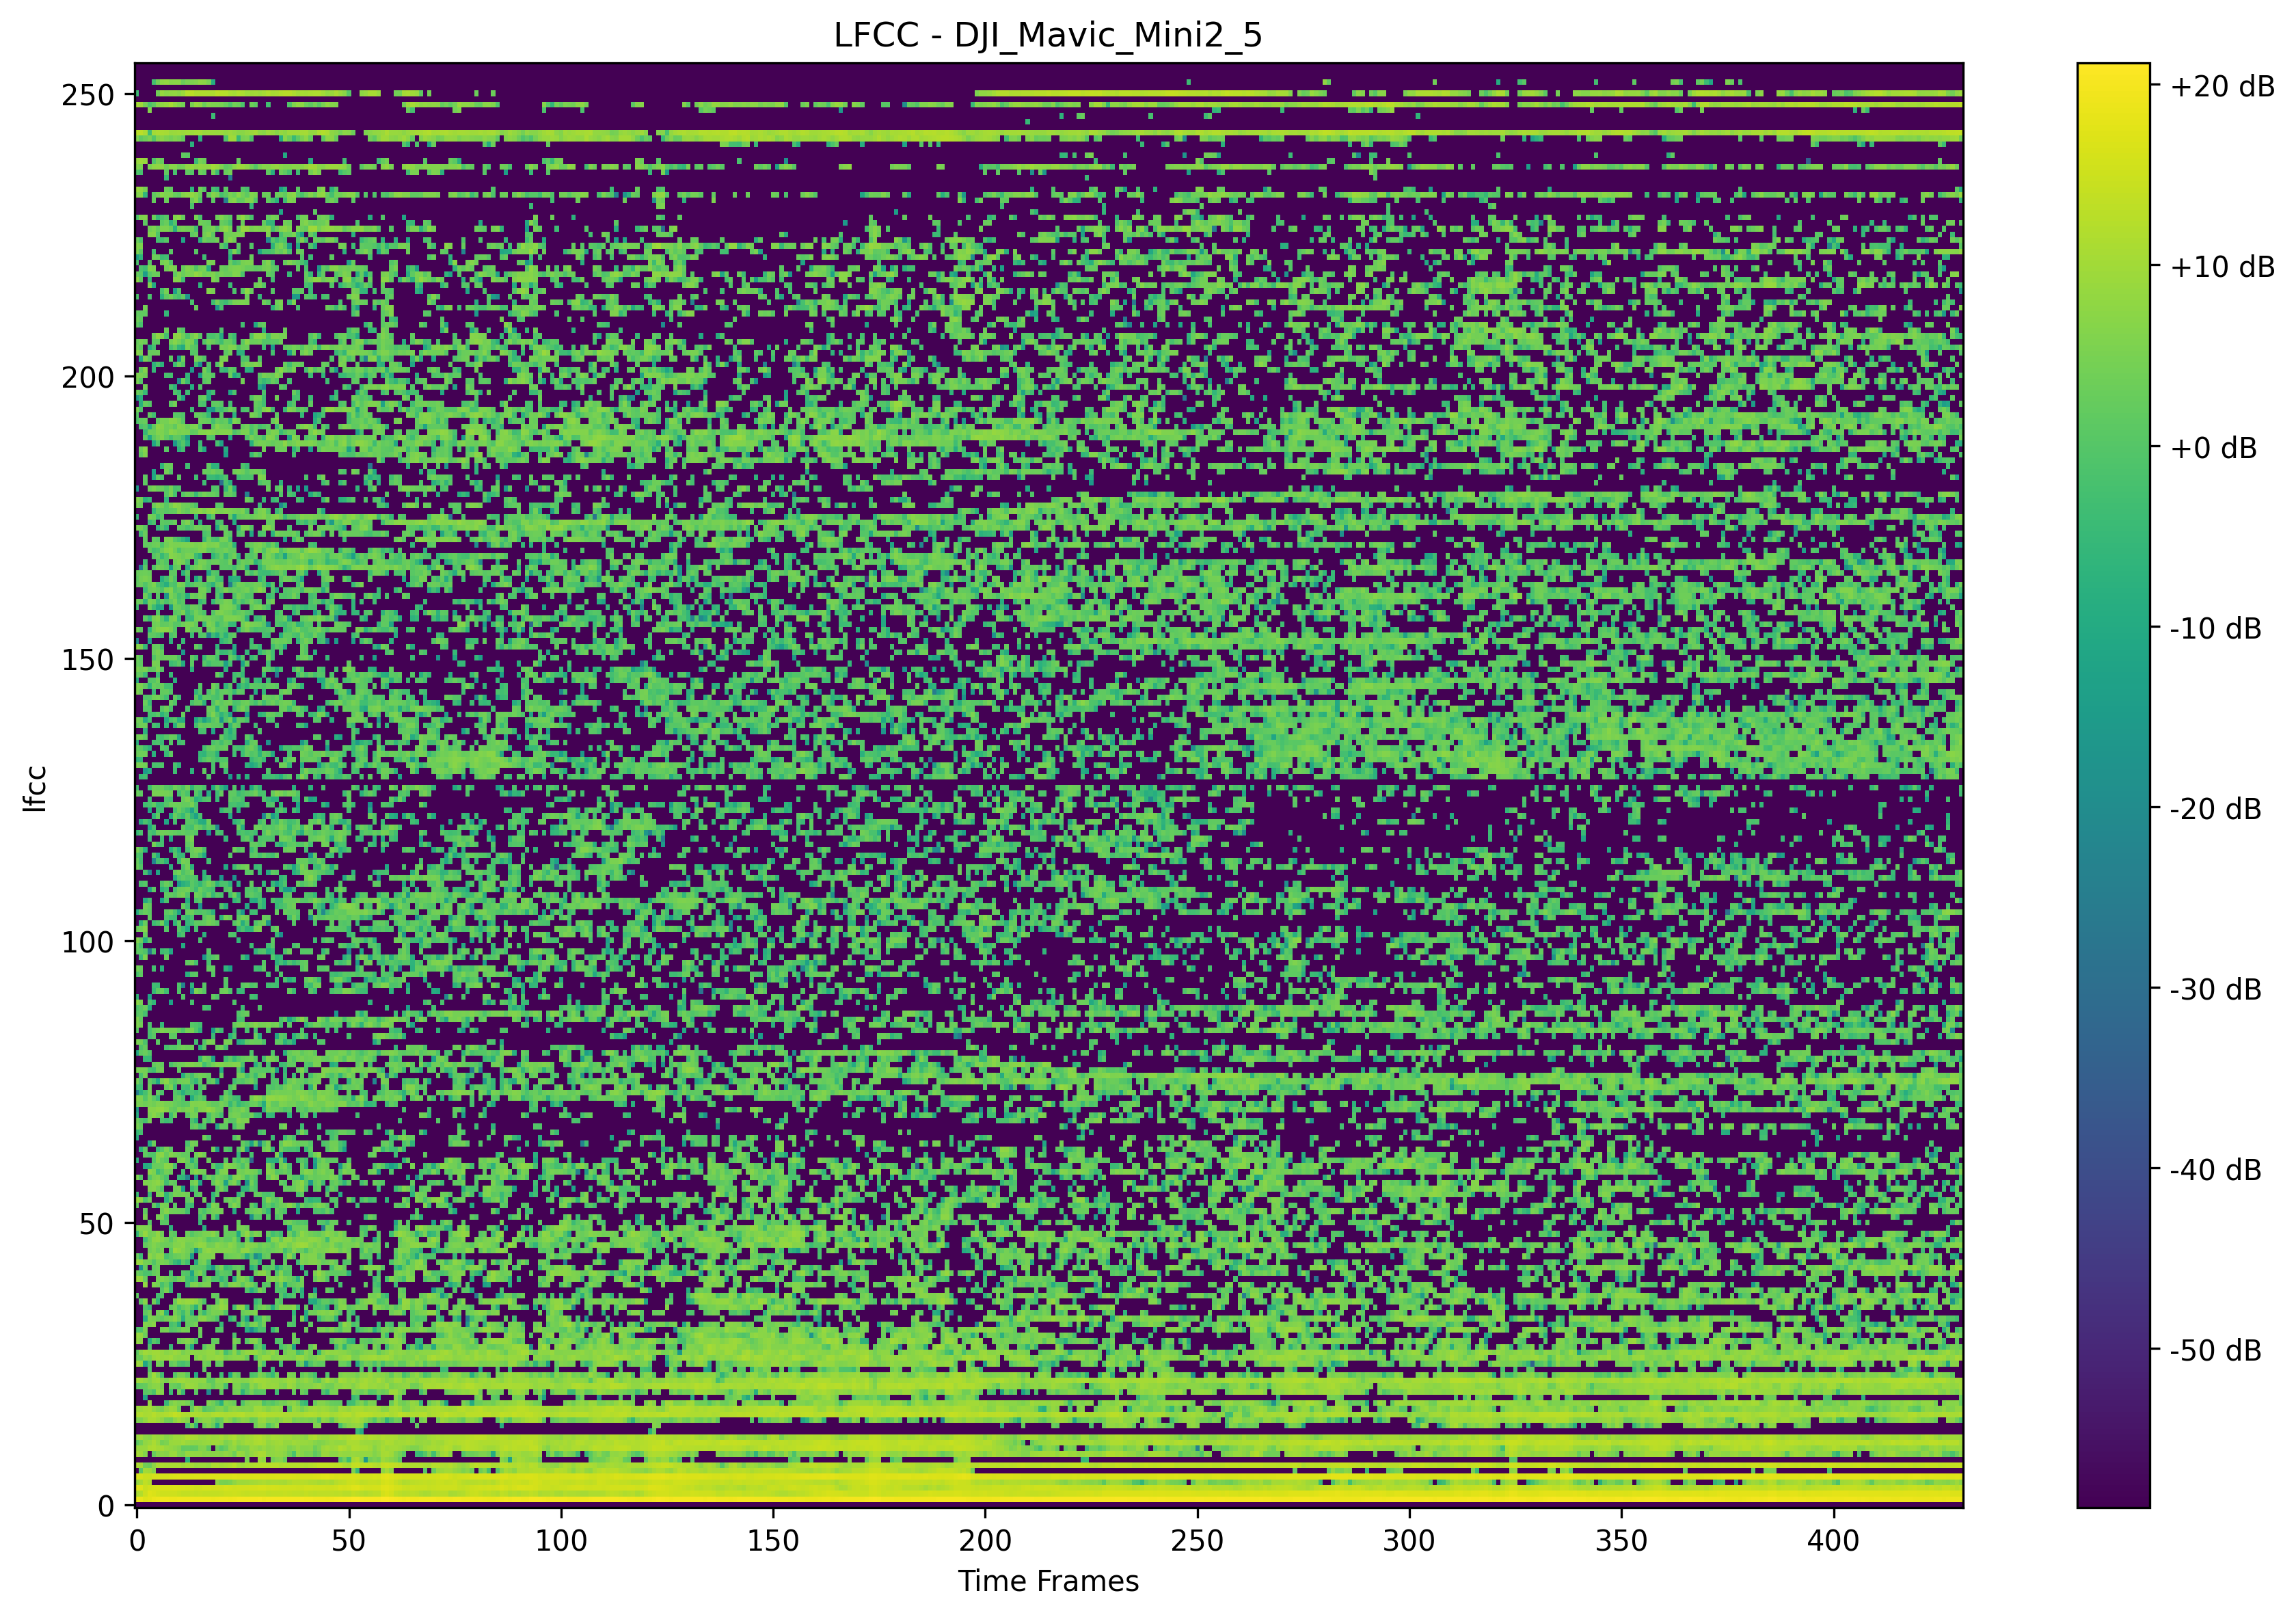 LFCC - DJI_Mavic_Mini2_5
250
200
150
100
50
0
lfcc
0 50 100 150 200 250 300 350 400
Time Frames
+20 dB
+10 dB
+0 dB
-10 dB
-20 dB
-30 dB
-40 dB
-50 dB